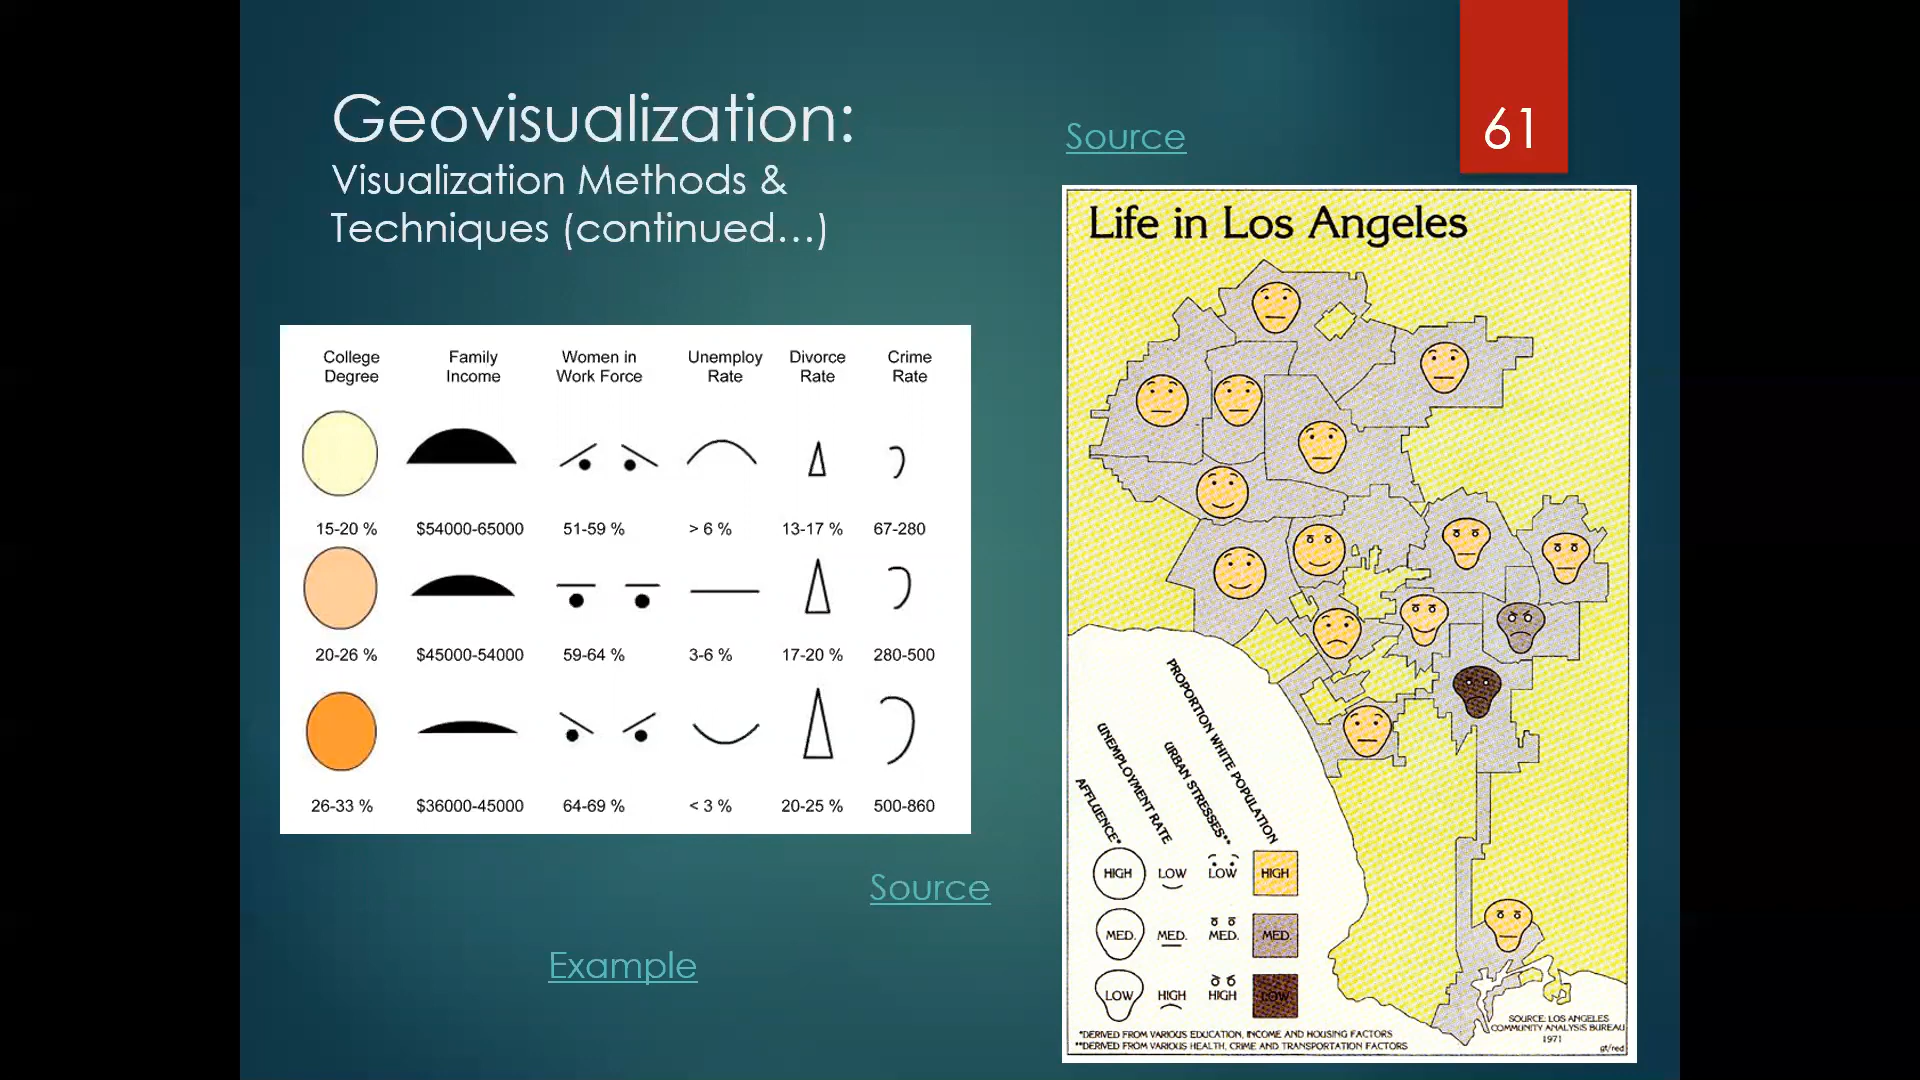 Geovisualization:
Visualization Methods &
Techniques (continued...)
Source
61
College Degree
Family Income
Women in Work Force
Unemploy Rate
Divorce Rate
Crime Rate
15-20 %
$54000-65000
51-59 %
> 6 %
13-17 %
67-280
20-26 %
$45000-54000
59-64 %
3-6 %
17-20 %
280-500
26-33 %
$36000-45000
64-69 %
< 3 %
20-25 %
500-860
Source
Example
Life in Los Angeles
AFFLUENCE*
UNEMPLOYMENT RATE
URBAN STRESSES**
PROPORTION WHITE POPULATION
HIGH LOW LOW HIGH
MED. MED. MED. MED.
LOW HIGH HIGH LOW
*DERIVED FROM VARIOUS EDUCATION, INCOME AND HOUSING FACTORS
**DERIVED FROM VARIOUS HEALTH, CRIME AND TRANSPORTATION FACTORS
SOURCE: LOS ANGELES
COMMUNITY ANALYSIS BUREAU
1971
gt/red